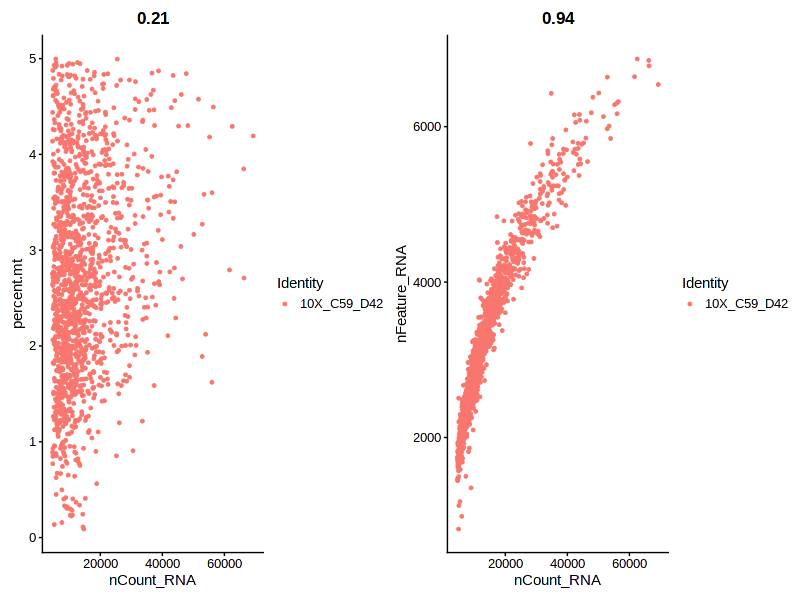 0.21
percent.mt
5
4
3
2
1
0
20000 40000 60000
nCount_RNA
Identity
10X_C59_D42
0.94
nFeature_RNA
6000
4000
2000
20000 40000 60000
nCount_RNA
Identity
10X_C59_D42